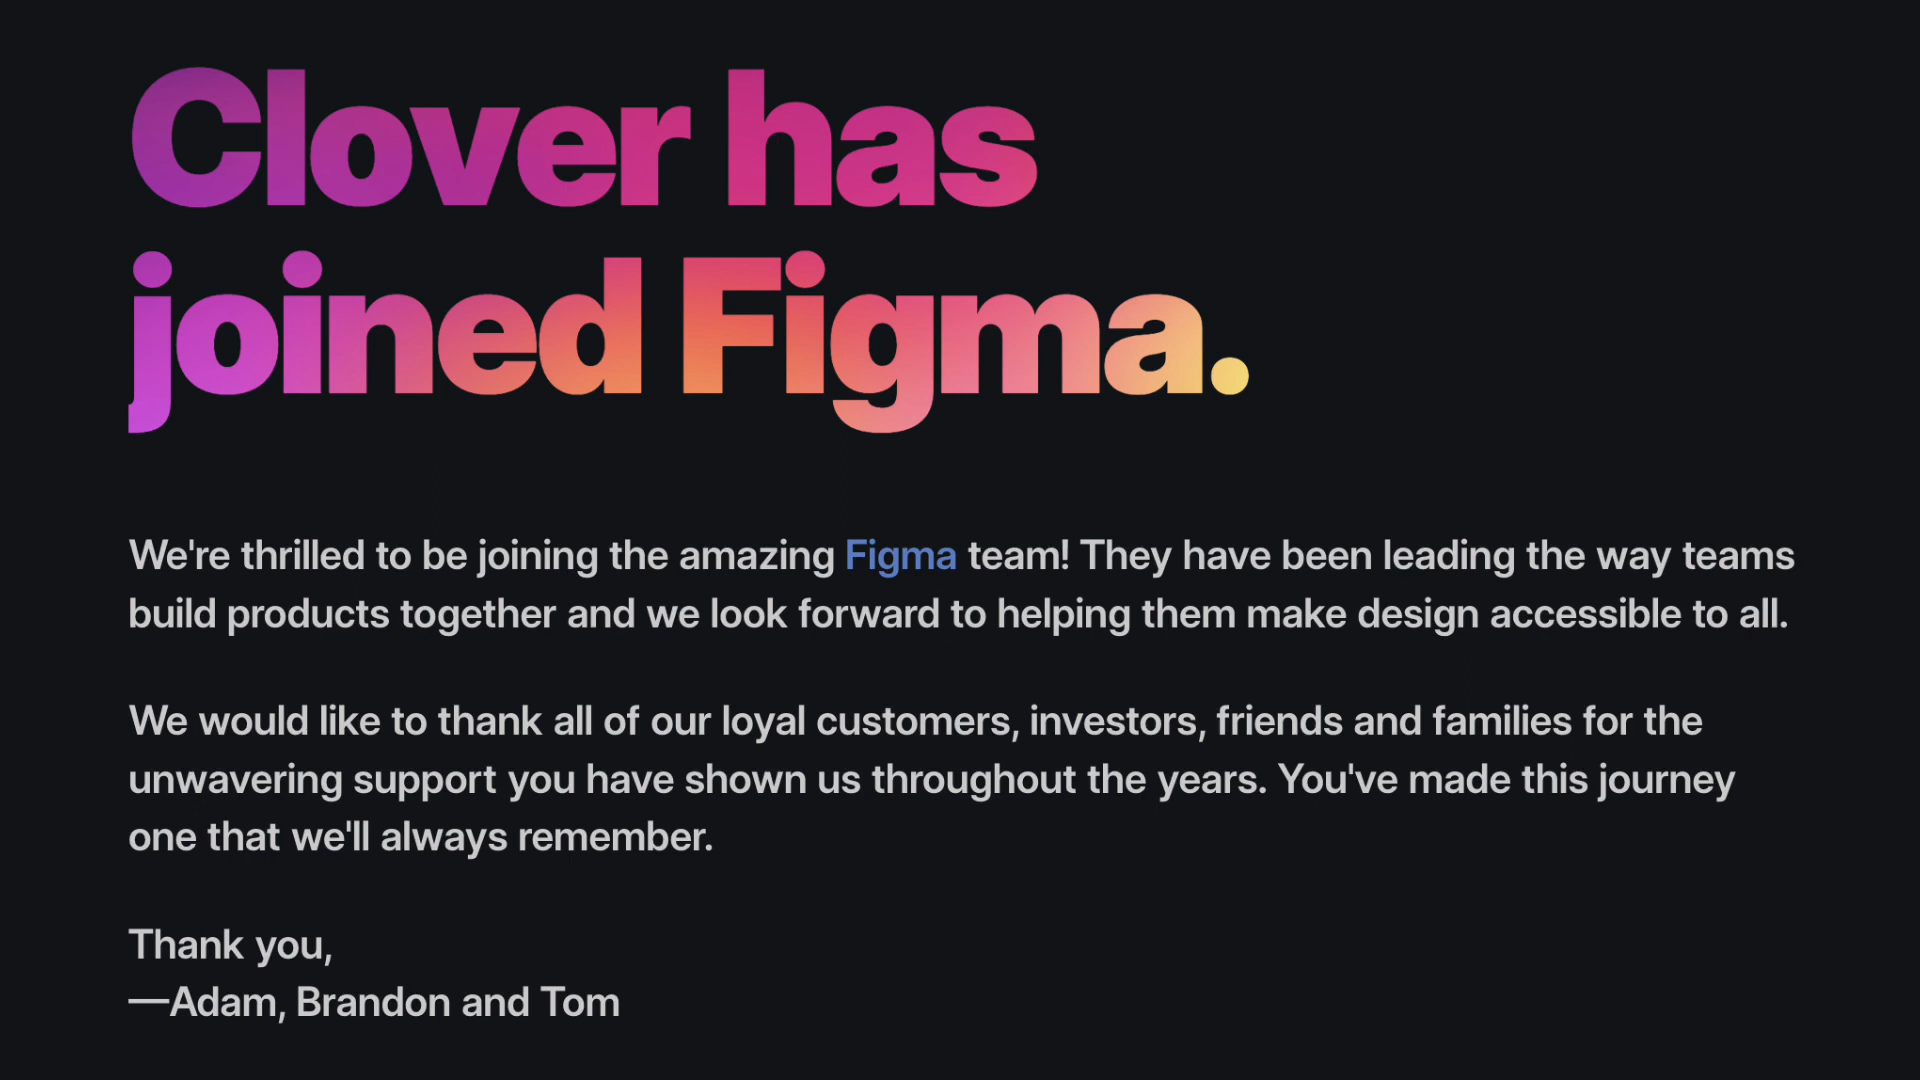 Clover has
joined Figma.
We're thrilled to be joining the amazing Figma team! They have been leading the way teams
build products together and we look forward to helping them make design accessible to all.
We would like to thank all of our loyal customers, investors, friends and families for the
unwavering support you have shown us throughout the years. You've made this journey
one that we'll always remember.
Thank you,
—Adam, Brandon and Tom